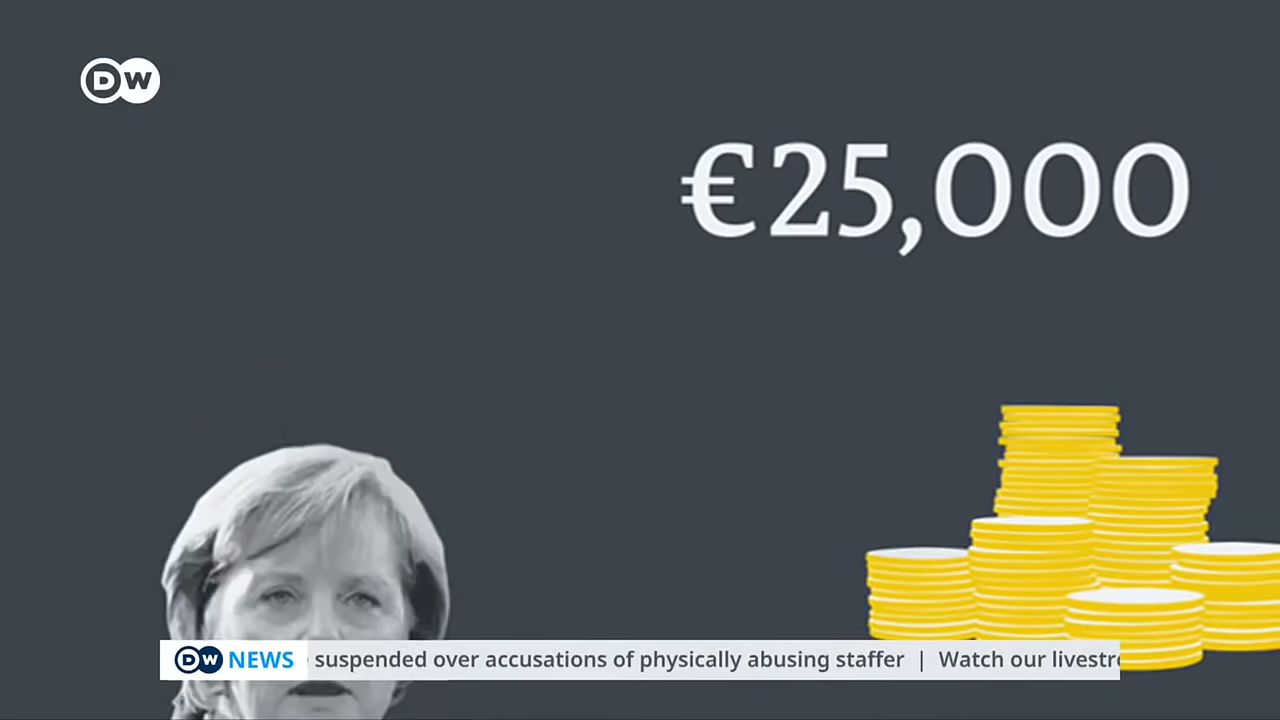 DW
€25,000
DW NEWS suspended over accusations of physically abusing staffer | Watch our livestr